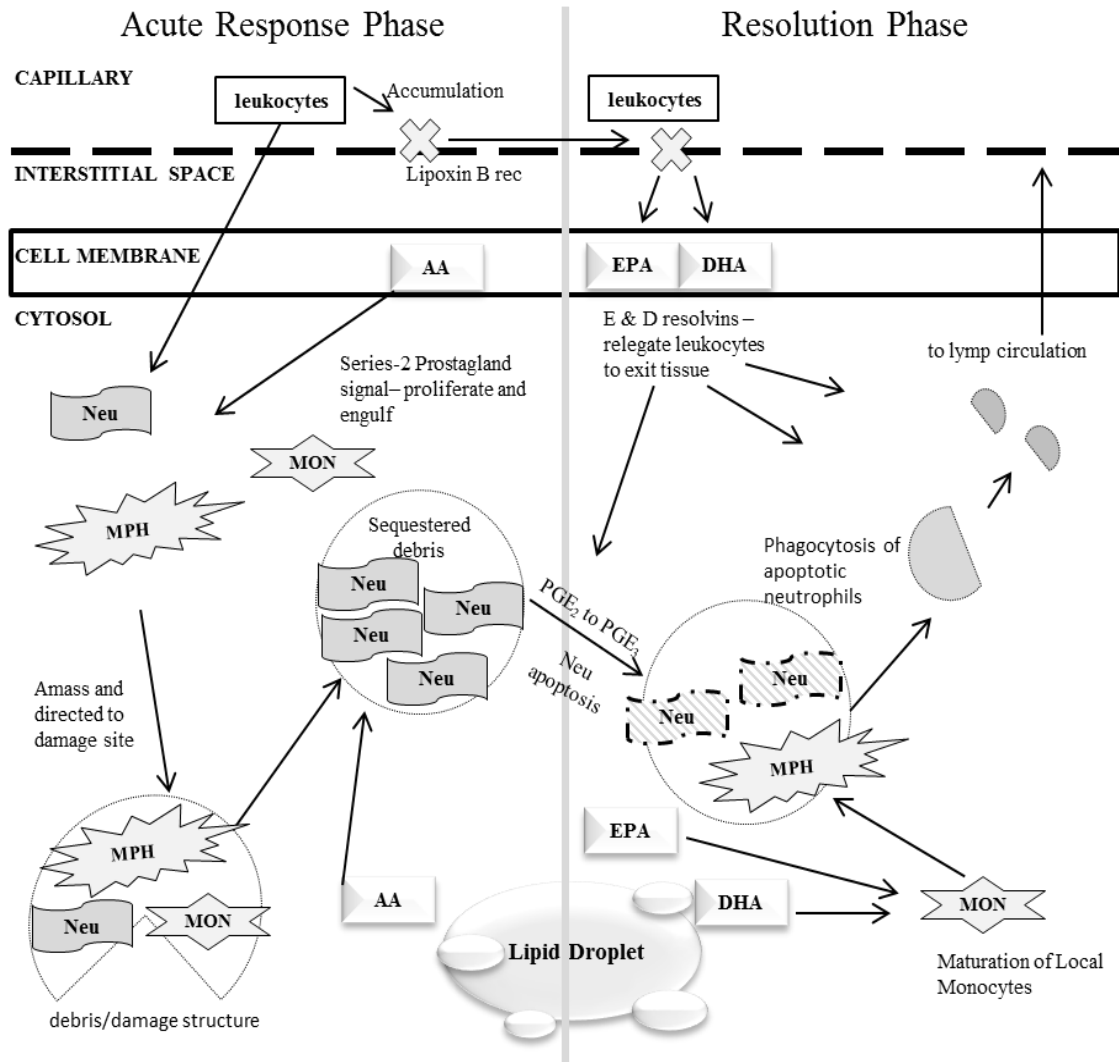 Acute Response Phase
Resolution Phase
CAPILLARY
leukocytes
Accumulation
leukocytes
INTERSTITIAL SPACE
Lipoxin B rec
CELL MEMBRANE
AA
EPA
DHA
CYTOSOL
Series-2 Prostagland
signal– proliferate and
engulf
E & D resolvins –
relegate leukocytes
to exit tissue
to lymp circulation
Neu
MON
MPH
Sequestered
debris
Neu
Neu
Neu
Neu
PGE₂ to PGE₃
Neu
apoptosis
Phagocytosis of
apoptotic
neutrophils
Neu
Neu
MPH
Amass and
directed to
damage site
MPH
Neu
MON
debris/damage structure
AA
EPA
DHA
Lipid Droplet
MON
Maturation of Local
Monocytes